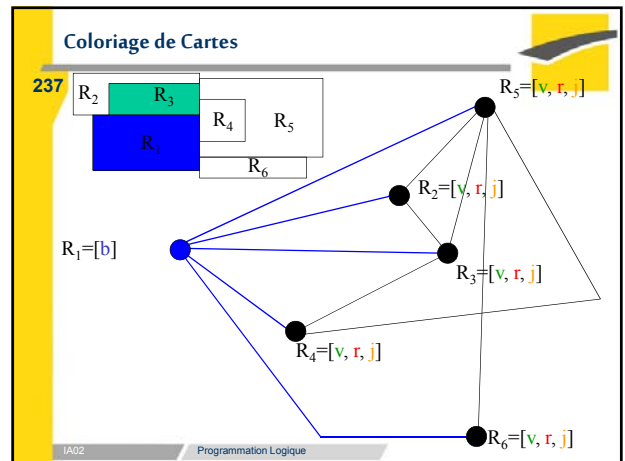 Coloriage de Cartes
237
R₂
R₃
R₄
R₅
R₁
R₆
R₅=[v, r, j]
R₂=[v, r, j]
R₁=[b]
R₃=[v, r, j]
R₄=[v, r, j]
R₆=[v, r, j]
IA02
Programmation Logique